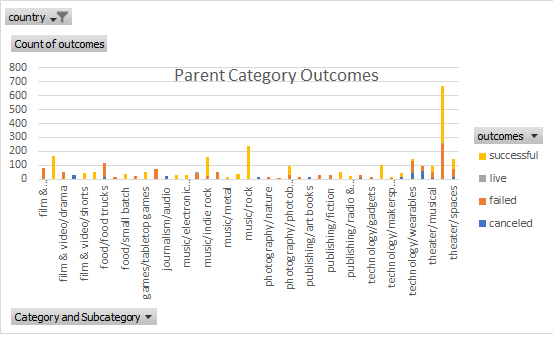 country
Count of outcomes
Parent Category Outcomes
800
700
600
500
400
300
200
100
0
film &...
film & video/drama
film & video/shorts
food/food trucks
food/small batch
games/tabletop games
journalism/audio
music/electronic...
music/indie rock
music/metal
music/rock
photography/nature
photography/photob...
publishing/art books
publishing/fiction
publishing/radio &...
technology/gadgets
technology/makersp...
technology/wearables
theater/musical
theater/spaces
outcomes
successful
live
failed
canceled
Category and Subcategory